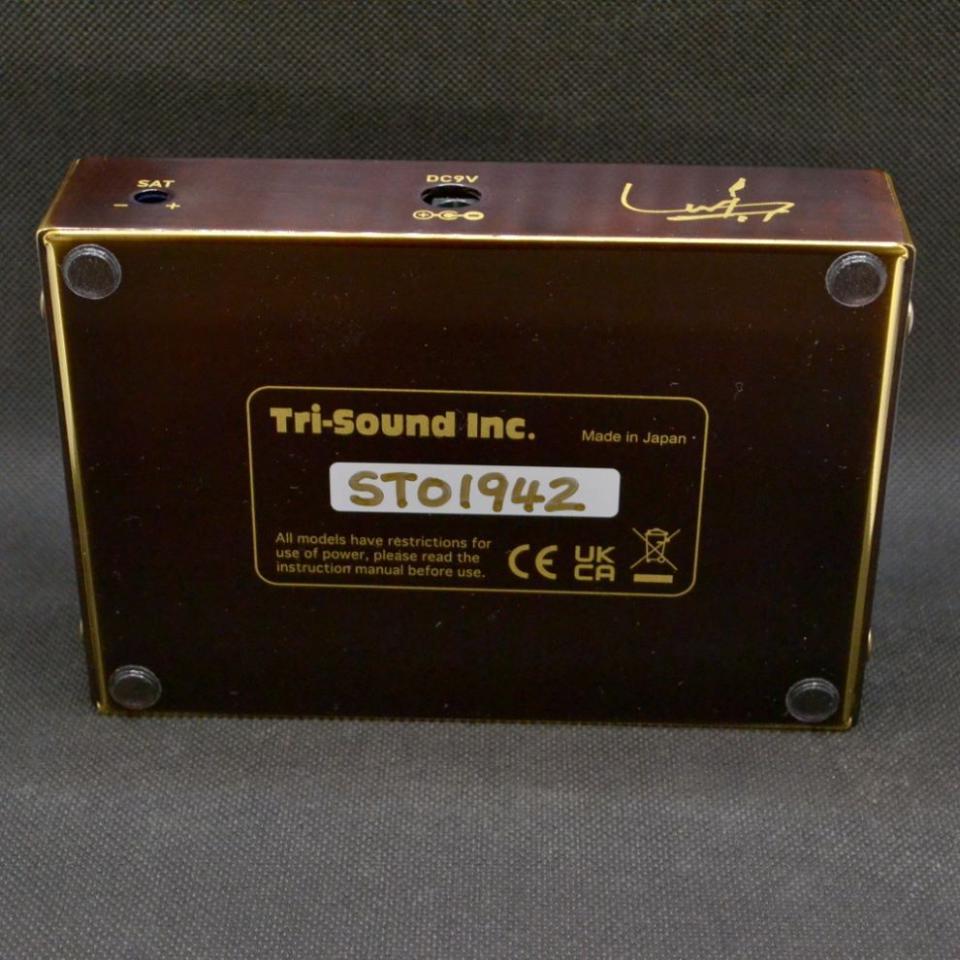 SAT
- +
DC9V
Tri-Sound Inc.
Made in Japan
STO1942
All models have restrictions for
use of power, please read the
instruction manual before use.
CE
UK
CA